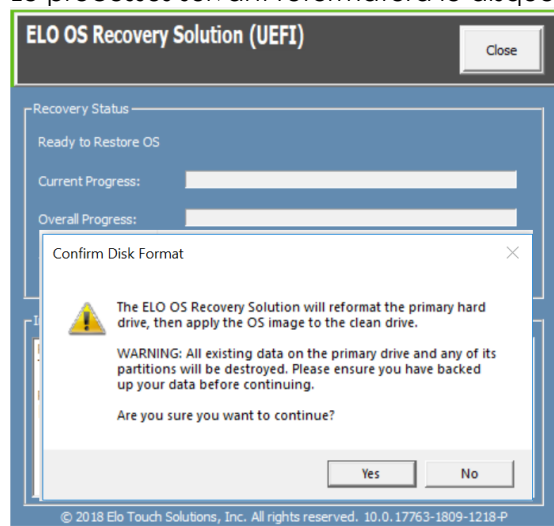 ELO OS Recovery Solution (UEFI)
Close
Recovery Status
Ready to Restore OS
Current Progress:
Overall Progress:
Confirm Disk Format
The ELO OS Recovery Solution will reformat the primary hard
drive, then apply the OS image to the clean drive.
WARNING: All existing data on the primary drive and any of its
partitions will be destroyed. Please ensure you have backed
up your data before continuing.
Are you sure you want to continue?
Yes
No
© 2018 Elo Touch Solutions, Inc. All rights reserved. 10.0.17763-1809-1218-P